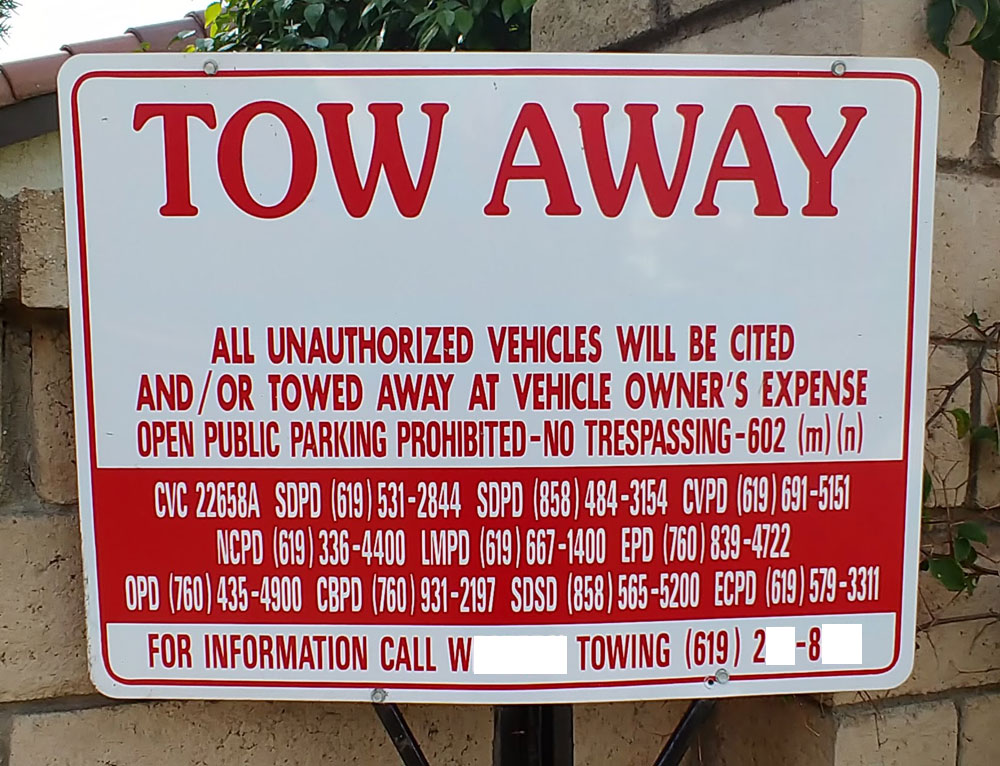 TOW AWAY
ALL UNAUTHORIZED VEHICLES WILL BE CITED
AND/OR TOWED AWAY AT VEHICLE OWNER'S EXPENSE
OPEN PUBLIC PARKING PROHIBITED-NO TRESPASSING-602 (m)(n)
CVC 22658A SDPD (619) 531-2844 SDPD (858) 484-3154 CVPD (619) 691-5151
NCPD (619) 336-4400 LMPD (619) 667-1400 EPD (760) 839-4722
OPD (760) 435-4900 CBPD (760) 931-2197 SDSD (858) 565-5200 ECPD (619) 579-3311
FOR INFORMATION CALL W TOWING (619) 2 -8